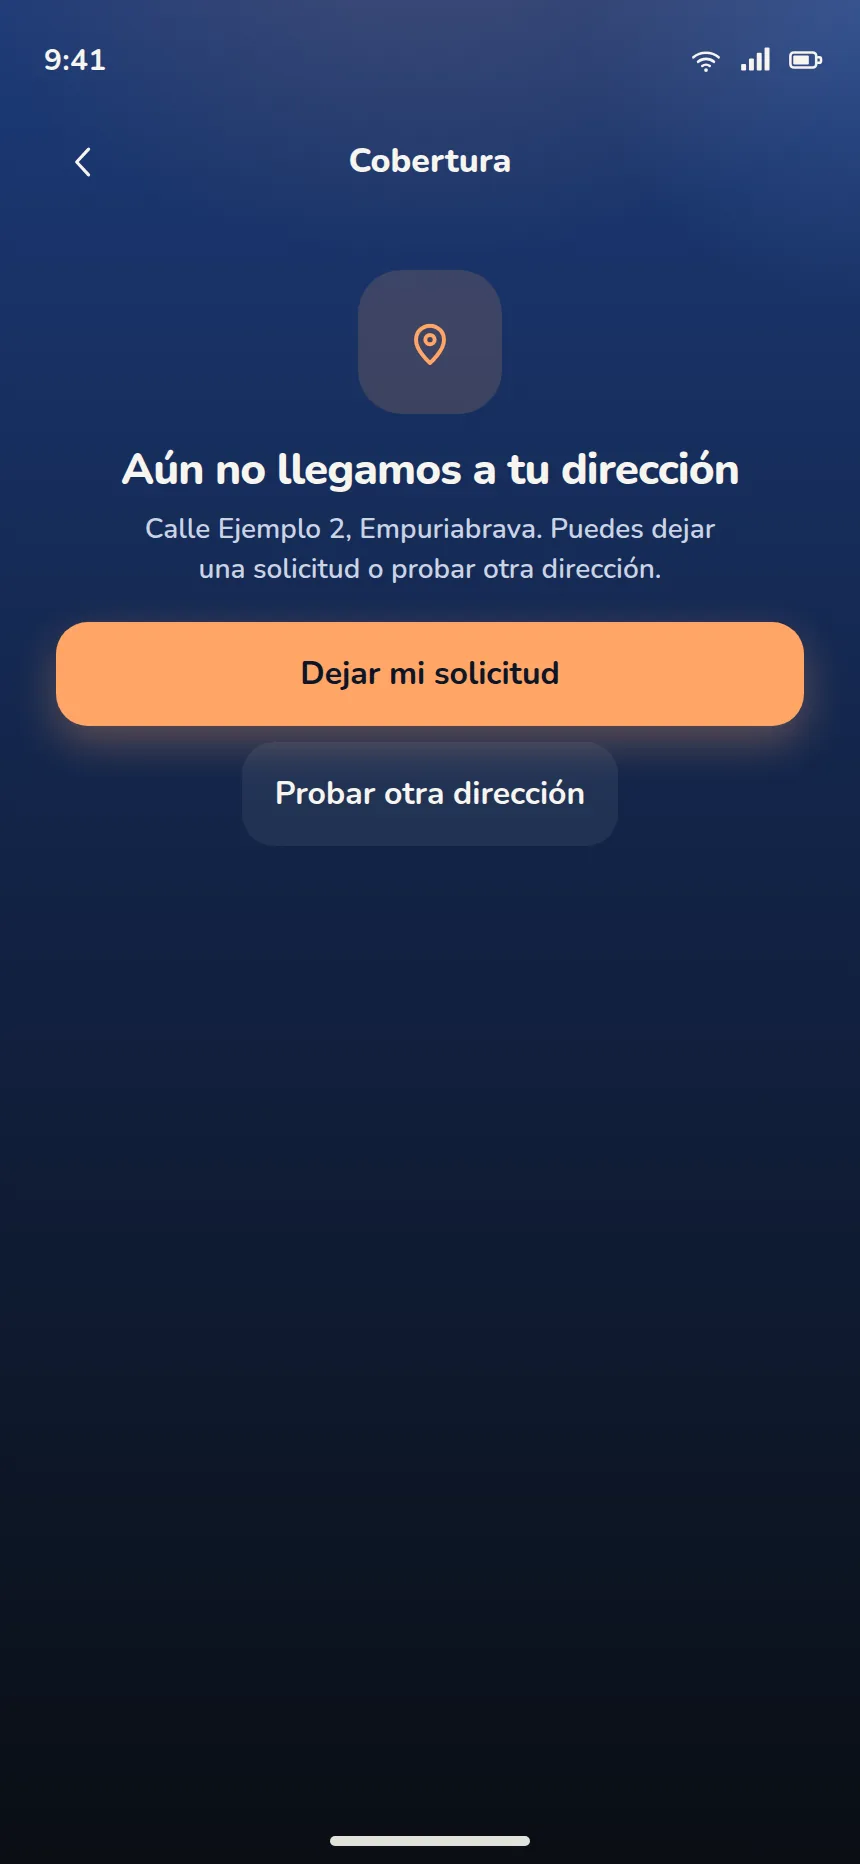 9:41
Cobertura
Aún no llegamos a tu dirección
Calle Ejemplo 2, Empuriabrava. Puedes dejar
una solicitud o probar otra dirección.
Dejar mi solicitud
Probar otra dirección